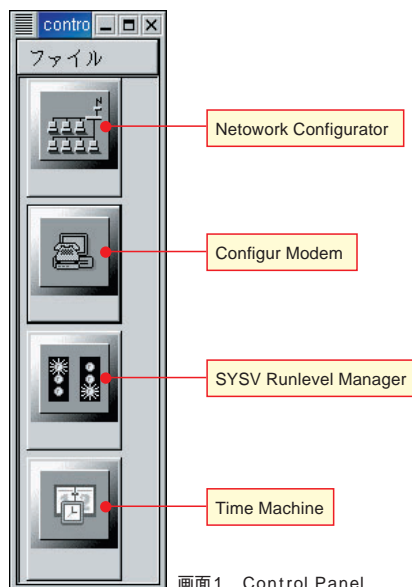 contro
ファイル
N
Netowork Configurator
Configur Modem
SYSV Runlevel Manager
Time Machine
画面1 Control Panel